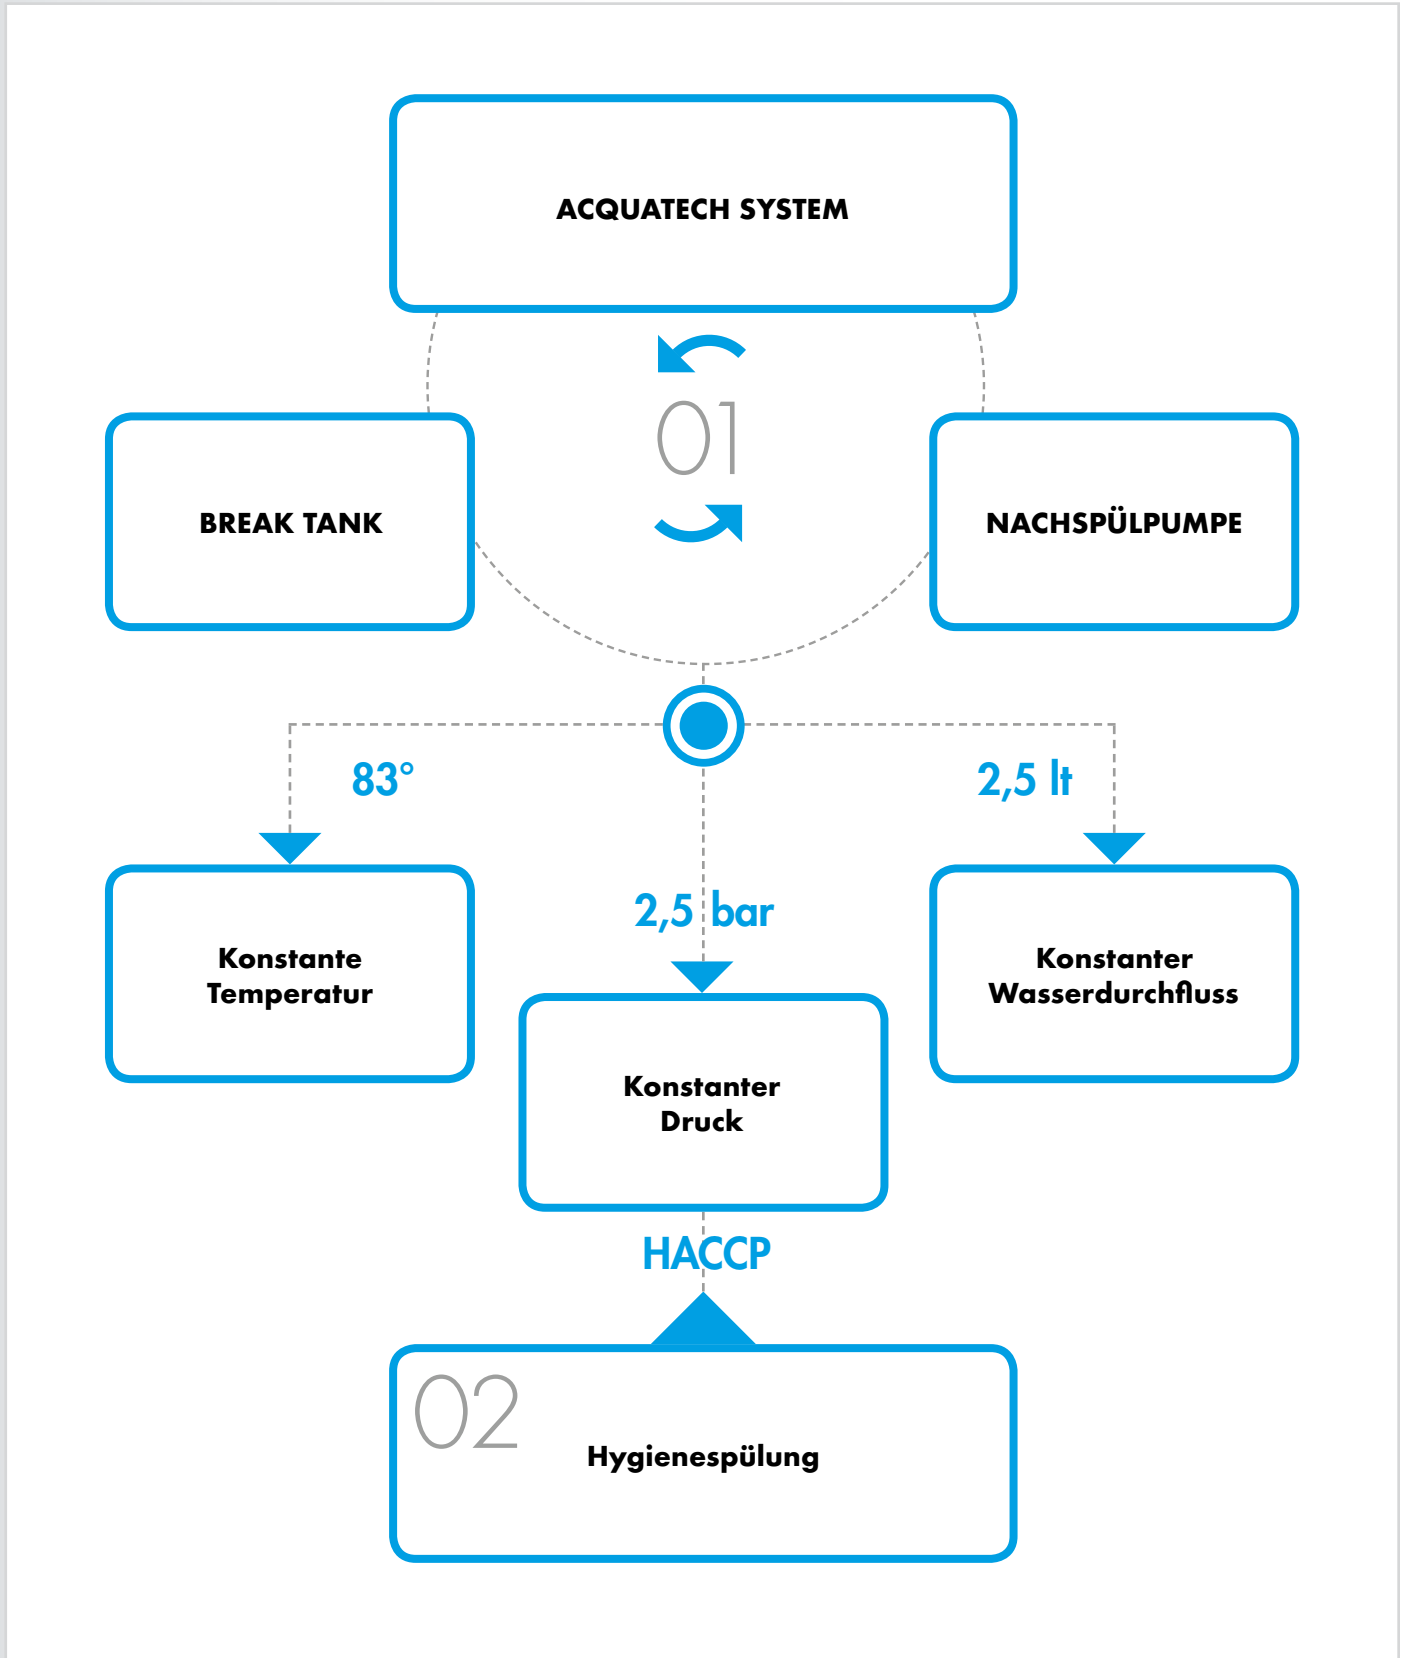 ACQUATECH SYSTEM
01
BREAK TANK
NACHSPÜLPUMPE
83°
2,5 lt
2,5 bar
Konstante
Temperatur
Konstanter
Wasserdurchfluss
Konstanter
Druck
HACCP
02
Hygienespülung